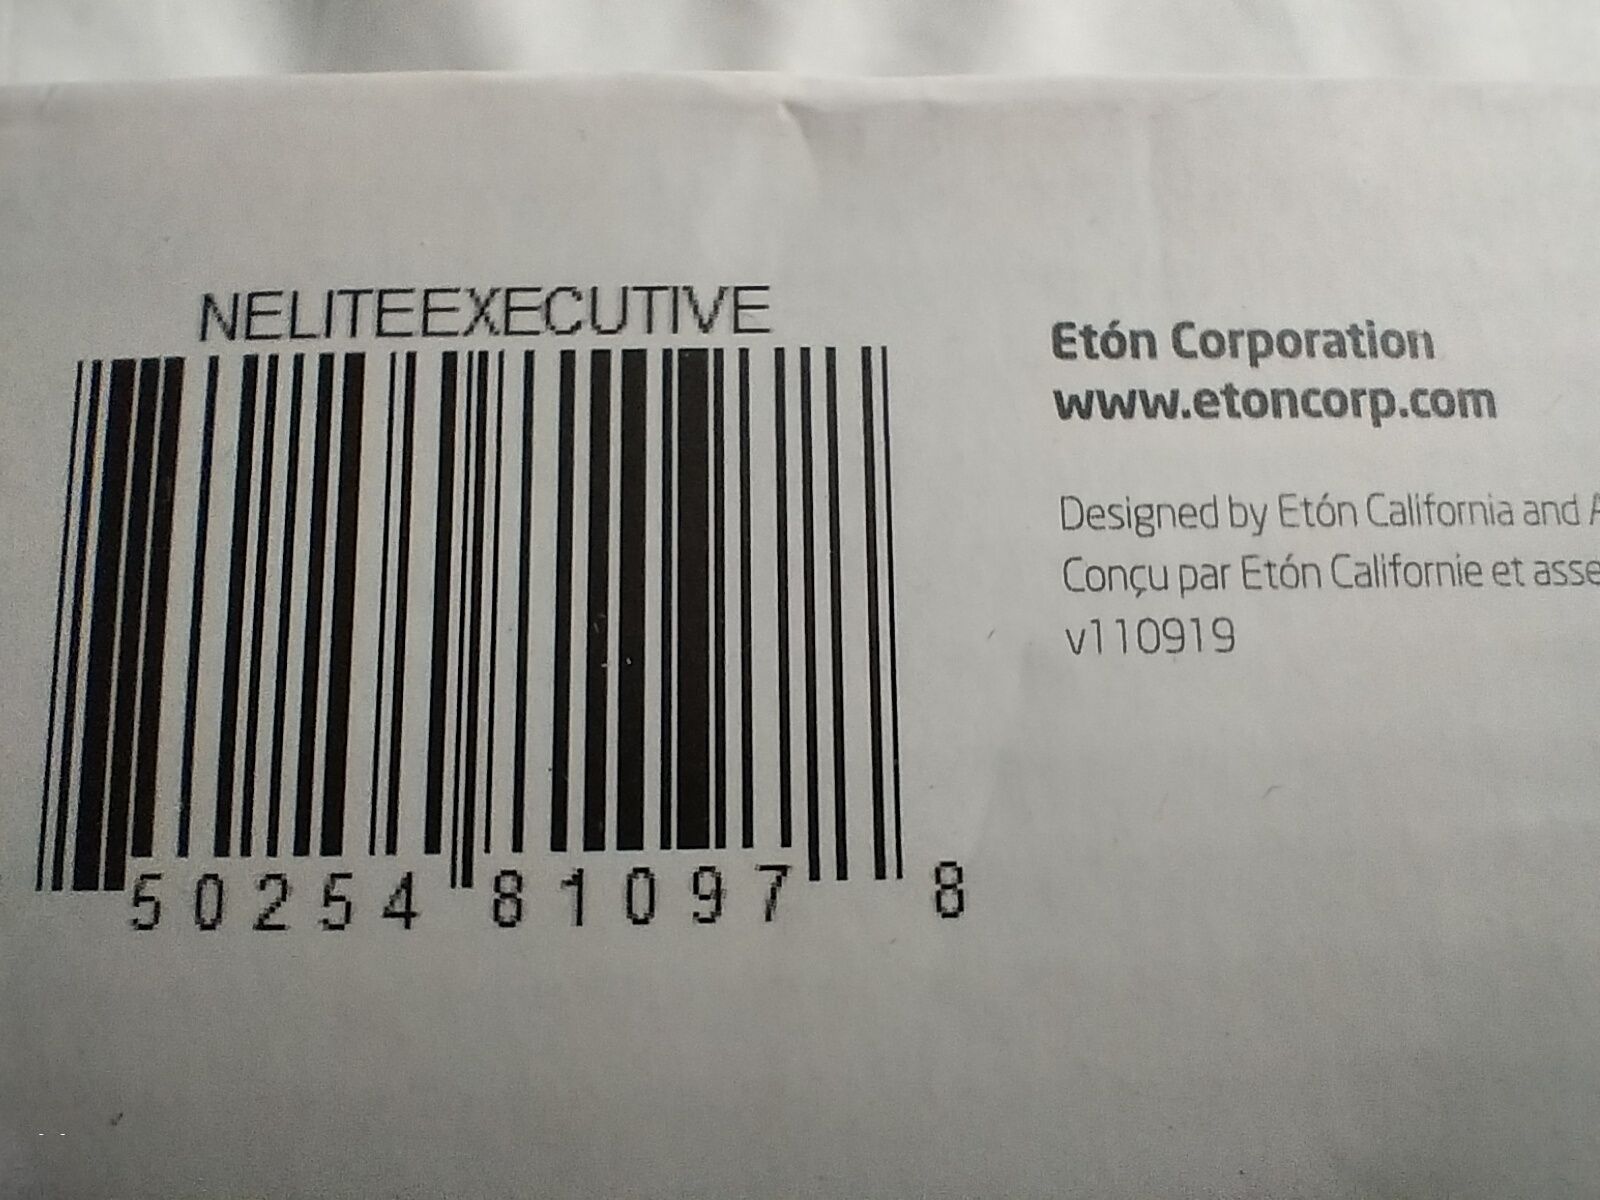 NELITEEXECUTIVE
50254 81097 8
Etón Corporation
www.etoncorp.com
Designed by Etón California and
Conçu par Etón Californie et asse
v110919